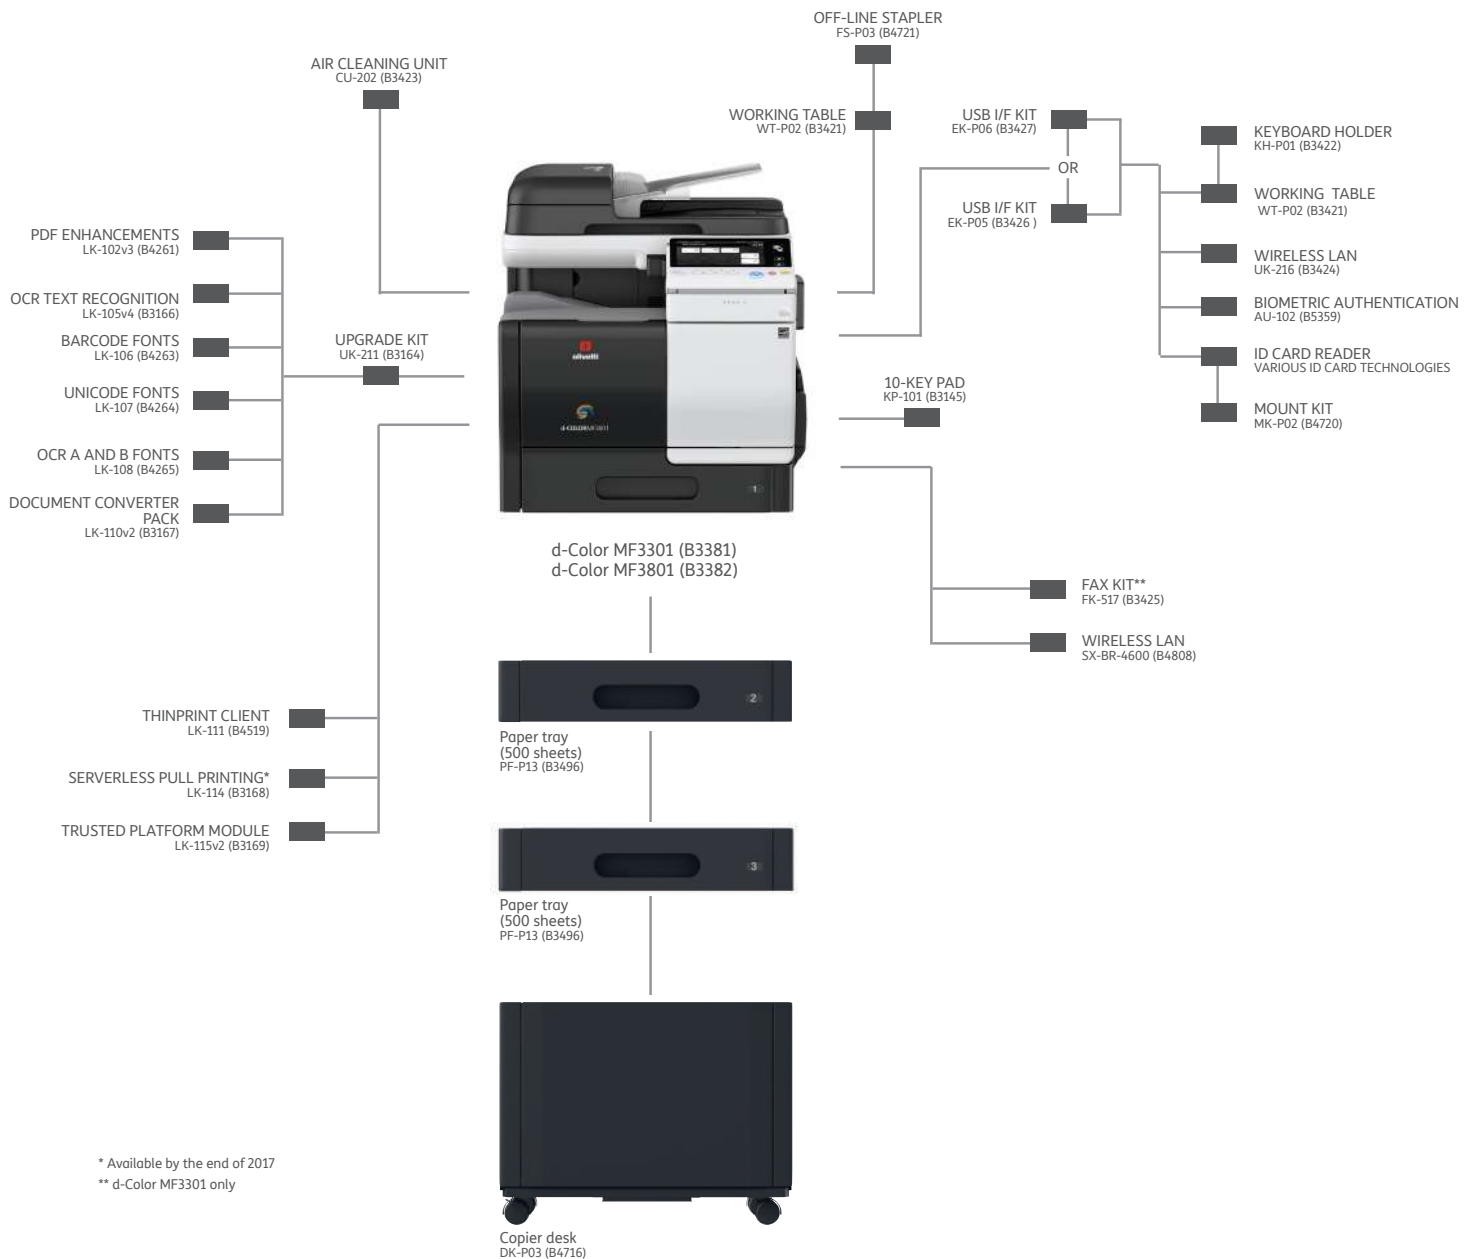 OFF-LINE STAPLER
FS-P03 (B4721)
AIR CLEANING UNIT
CU-202 (B3423)
WORKING TABLE
WT-P02 (B3421)
USB I/F KIT
EK-P06 (B3427)
OR
USB I/F KIT
EK-P05 (B3426 )
KEYBOARD HOLDER
KH-P01 (B3422)
WORKING TABLE
WT-P02 (B3421)
WIRELESS LAN
UK-216 (B3424)
BIOMETRIC AUTHENTICATION
AU-102 (B5359)
ID CARD READER
VARIOUS ID CARD TECHNOLOGIES
MOUNT KIT
MK-P02 (B4720)
PDF ENHANCEMENTS
LK-102v3 (B4261)
OCR TEXT RECOGNITION
LK-105v4 (B3166)
BARCODE FONTS
LK-106 (B4263)
UNICODE FONTS
LK-107 (B4264)
OCR A AND B FONTS
LK-108 (B4265)
DOCUMENT CONVERTER
PACK
LK-110v2 (B3167)
UPGRADE KIT
UK-211 (B3164)
olivetti
d-COLOR MF3801
1
10-KEY PAD
KP-101 (B3145)
d-Color MF3301 (B3381)
d-Color MF3801 (B3382)
FAX KIT**
FK-517 (B3425)
WIRELESS LAN
SX-BR-4600 (B4808)
THINPRINT CLIENT
LK-111 (B4519)
SERVERLESS PULL PRINTING*
LK-114 (B3168)
TRUSTED PLATFORM MODULE
LK-115v2 (B3169)
2
Paper tray
(500 sheets)
PF-P13 (B3496)
3
Paper tray
(500 sheets)
PF-P13 (B3496)
Copier desk
DK-P03 (B4716)
* Available by the end of 2017
** d-Color MF3301 only